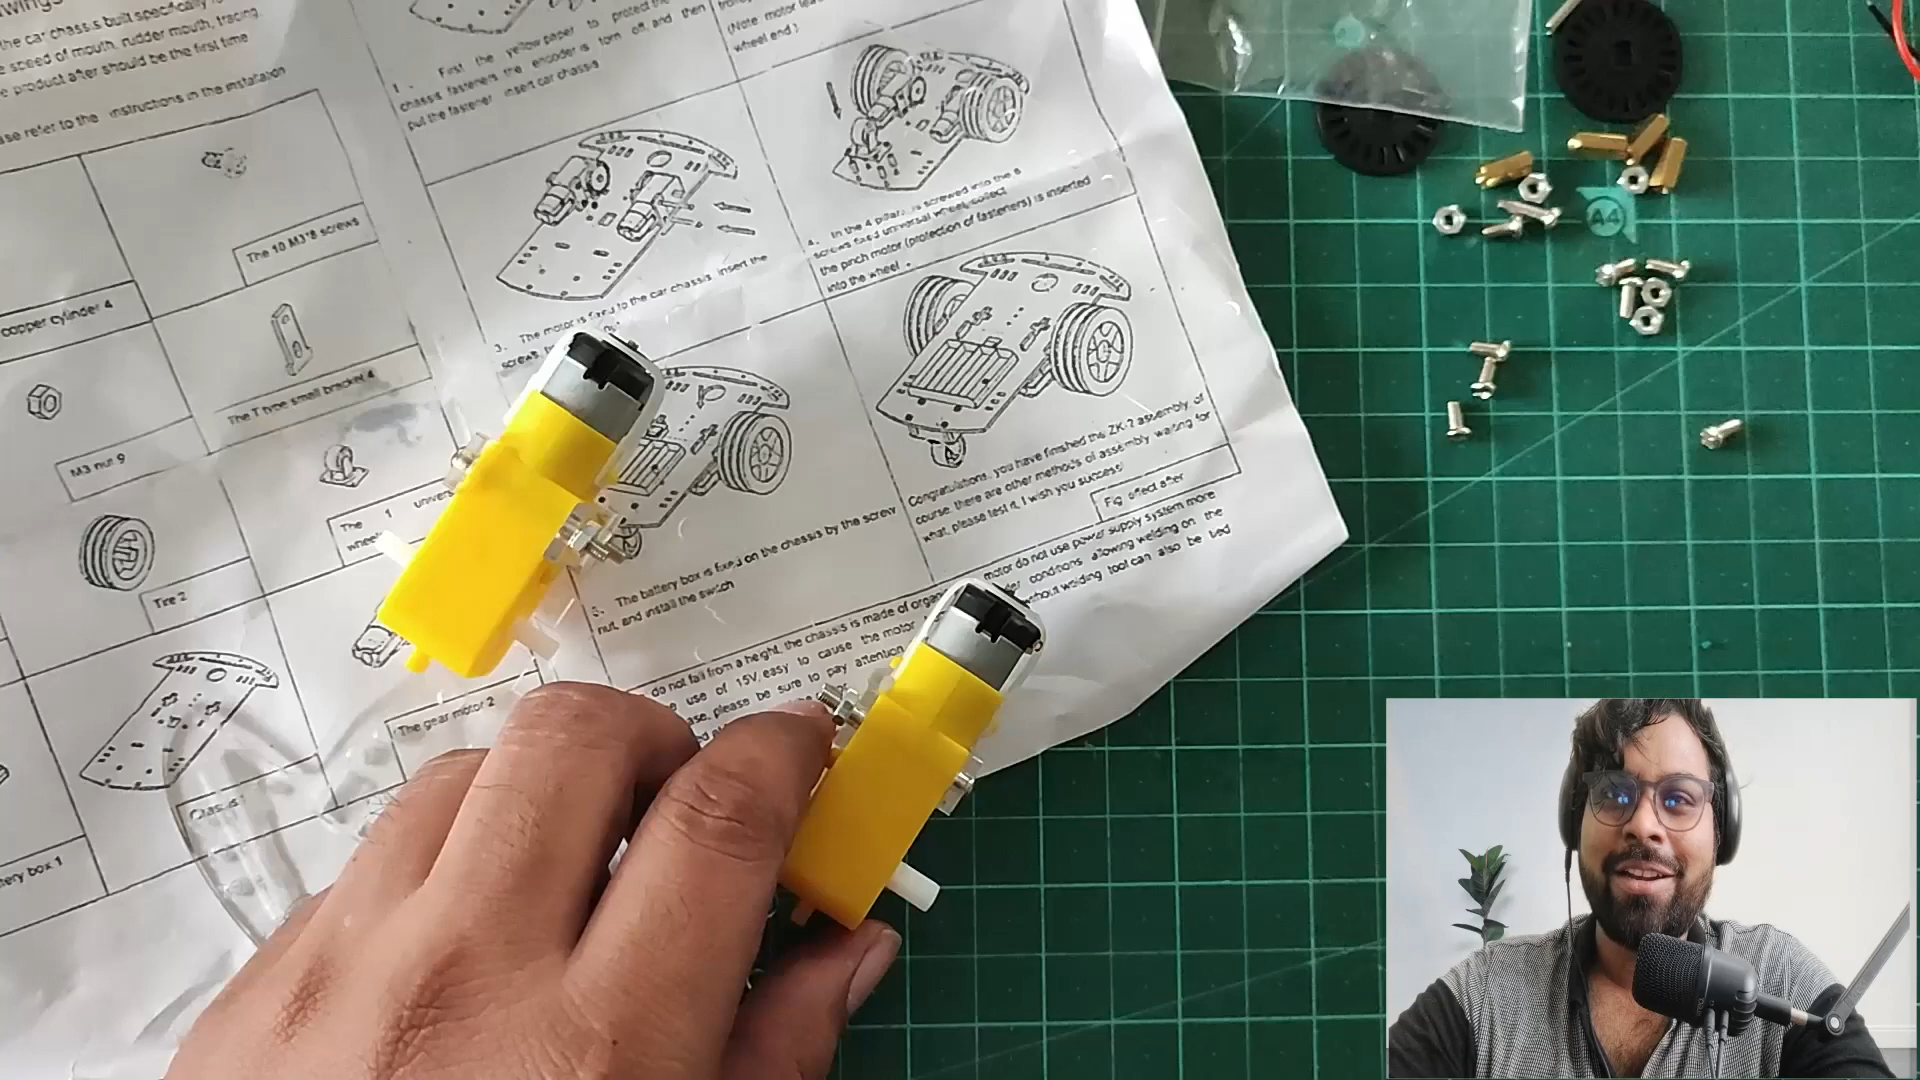 the car chassis built specifically
speed of mouth, rudder mouth, tracing
product after should be the first time
refer to the instructions in the installation
The 10 M3*8 screws
copper cylinder 4
The T type small bracket 4
M3 nut 9
The 1
wheel
Tire 2
The gear motor 2
box 1
1. First the yellow paper to protect the
chassis fasteners the encoder is torn off, and then
put the fastener insert car chassis
(Note motor
wheel end)
3. The motor is fixed to the car chassis insert the
screws
4. In the 4 pillars screwed into the 8
screws fixed universal wheel, collect
the pinch motor (protection of fasteners) is inserted
into the wheel
5. The battery box is fixed on the chassis by the screw
nut, and install the switch
Congratulations, you have finished the ZK-2 assembly of
course, there are other methods of assembly waiting for
what, please test it, I wish you success!
Fig effect after
do not fall from a height, the chassis is made of
use of 15V, easy to cause the motor
please be sure to pay attention
motor do not use power supply system more
conditions allowing welding on the
without welding tool can also be tied
A4